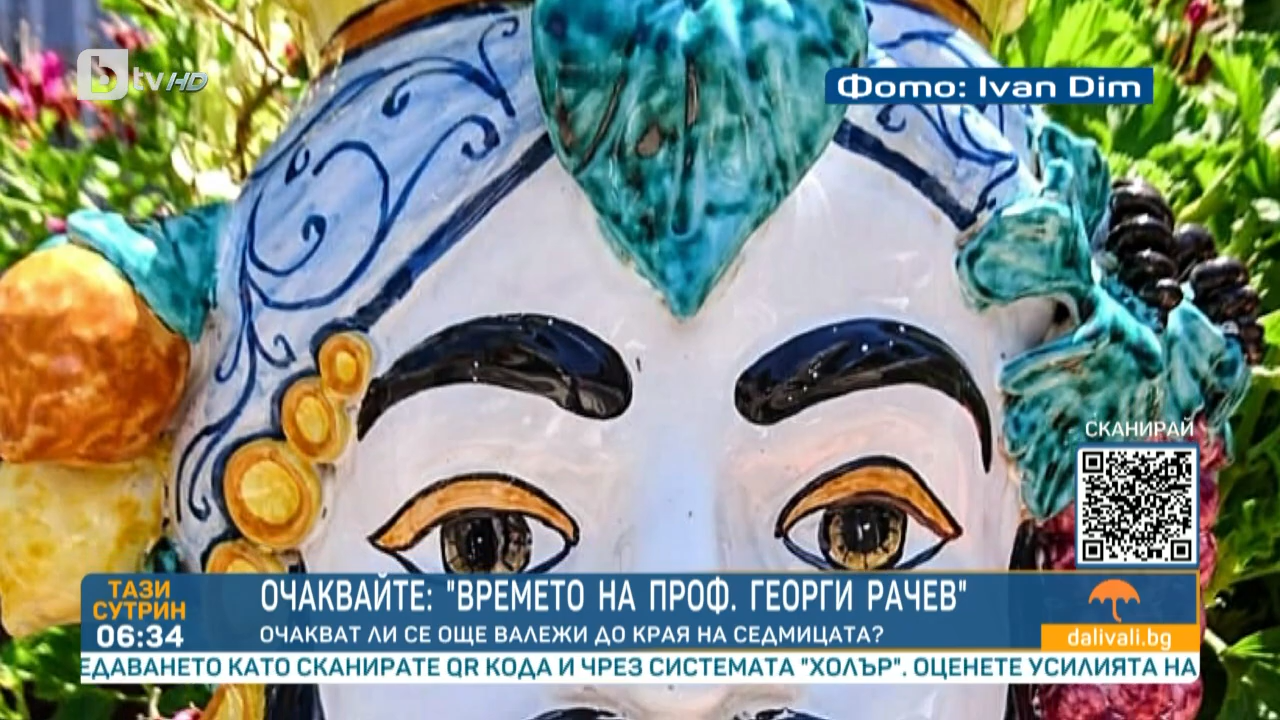 btv HD
Фото: Ivan Dim
СКАНИРАЙ
ТАЗИ
СУТРИН
06:34
ОЧАКВАЙТЕ: "ВРЕМЕТО НА ПРОФ. ГЕОРГИ РАЧЕВ"
ОЧАКВАТ ЛИ СЕ ОЩЕ ВАЛЕЖИ ДО КРАЯ НА СЕДМИЦАТА?
dalivali.bg
ЕДАВАНЕТО КАТО СКАНИРАТЕ QR КОДА И ЧРЕЗ СИСТЕМАТА "ХОЛЪР". ОЦЕНЕТЕ УСИЛИЯТА НА